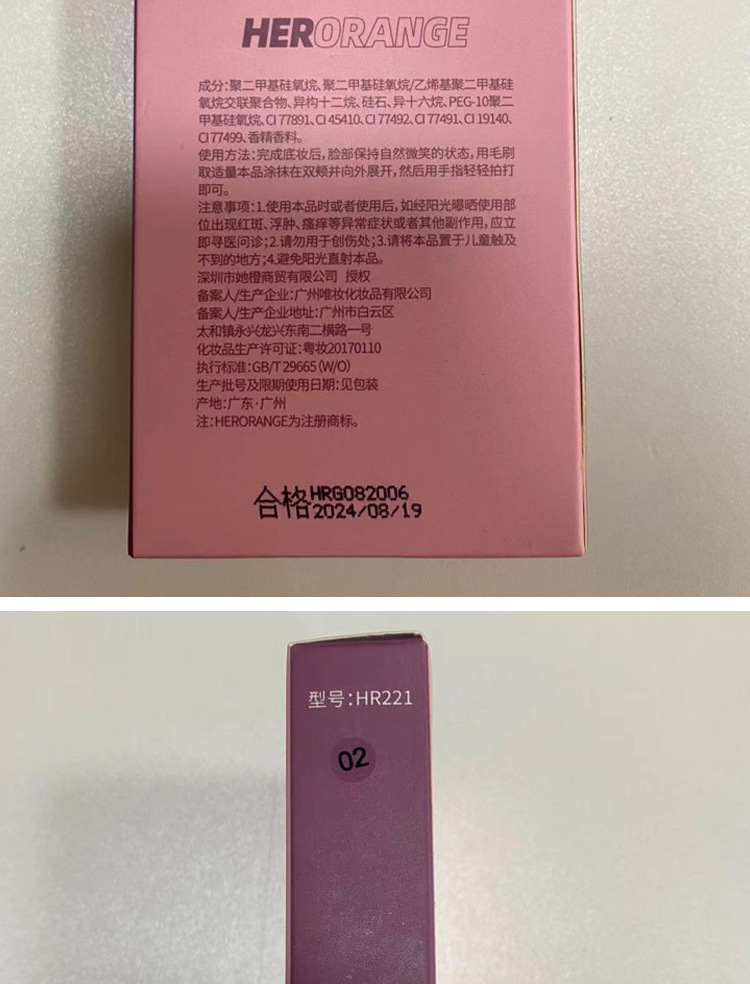 HERORANGE
成分:聚二甲基硅氧烷、聚二甲基硅氧烷/乙烯基聚二甲基硅
氧烷交联聚合物、异构十二烷、硅石、异十六烷、PEG-10聚二
甲基硅氧烷、CI 77891、CI 45410、CI 77492、CI 77491、CI 19140、
CI 77499、香精香料。
使用方法:完成底妆后,脸部保持自然微笑的状态,用毛刷
取适量本品涂抹在双颊并向外展开,然后用手指轻轻拍打
即可。
注意事项:1.使用本品时或者使用后,如经阳光曝晒使用部
位出现红斑、浮肿、瘙痒等异常症状或者其他副作用,应立
即寻医问诊;2.请勿用于创伤处;3.请将本品置于儿童触及
不到的地方;4.避免阳光直射本品。
深圳市她橙商贸有限公司 授权
备案人/生产企业:广州唯妆化妆品有限公司
备案人/生产企业地址:广州市白云区
太和镇永兴龙兴东南二横路一号
化妆品生产许可证:粤妆20170110
执行标准:GB/T 29665 (W/O)
生产批号及限期使用日期:见包装
产地:广东·广州
注:HERORANGE为注册商标。
合格 HRG082006
2024/08/19
型号:HR221
02